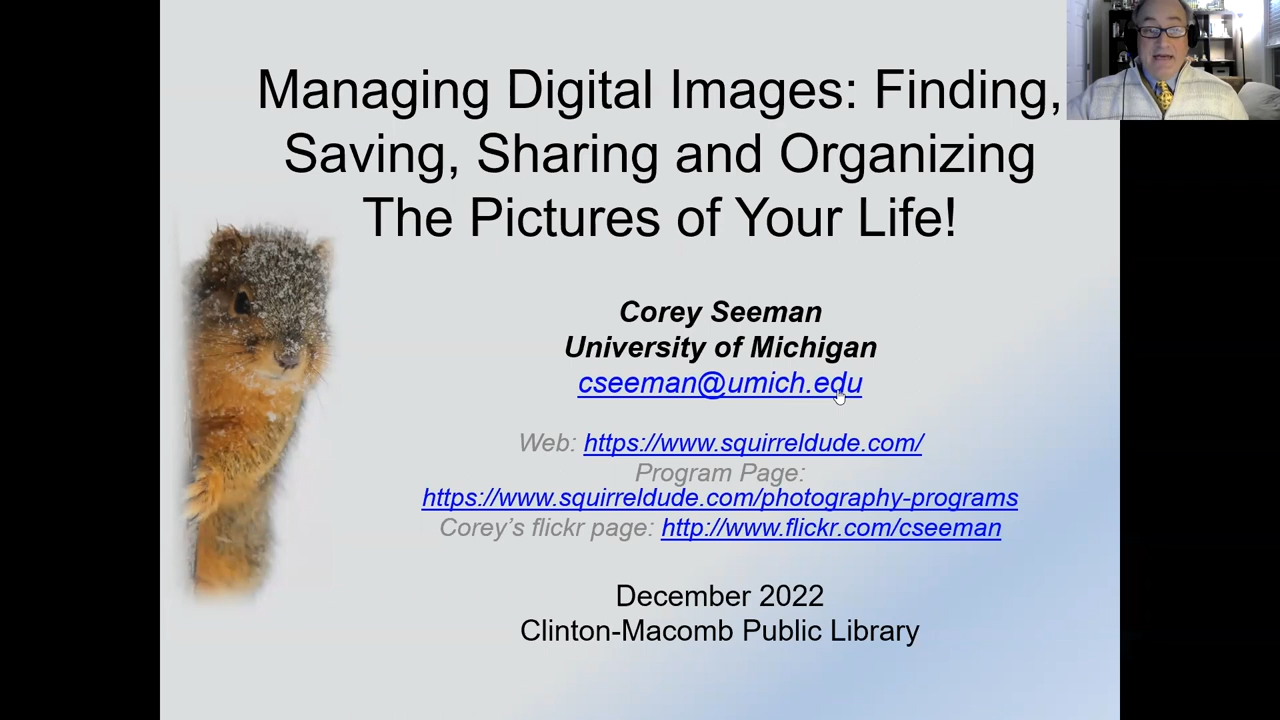 Managing Digital Images: Finding,
Saving, Sharing and Organizing
The Pictures of Your Life!
Corey Seeman
University of Michigan
cseeman@umich.edu
Web: https://www.squirreldude.com/
Program Page:
https://www.squirreldude.com/photography-programs
Corey’s flickr page: http://www.flickr.com/cseeman
December 2022
Clinton-Macomb Public Library